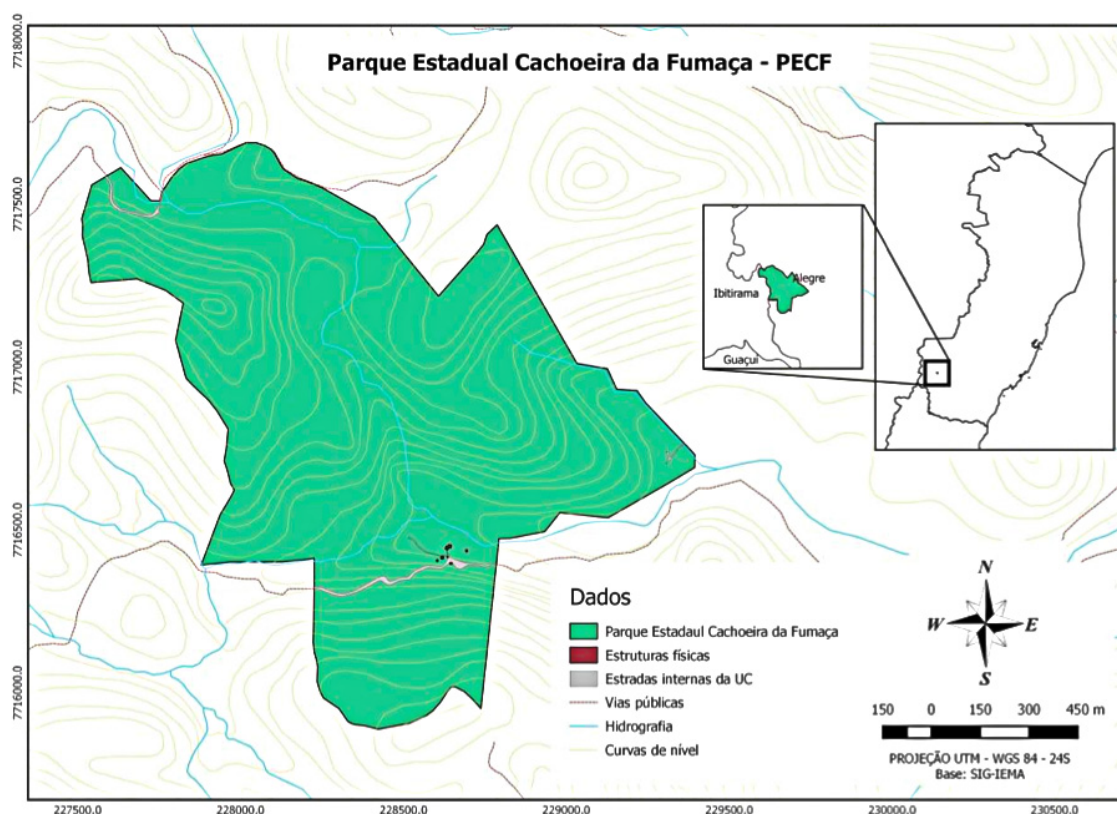 Parque Estadual Cachoeira da Fumaça - PECF
7718000.0
7717500.0
7717000.0
7716500.0
7716000.0
Alegre
Ibitirama
Guaçui
Dados
Parque Estadaul Cachoeira da Fumaça
Estruturas físicas
Estradas internas da UC
Vias públicas
Hidrografia
Curvas de nível
N
W
E
S
150 0 150 300 450 m
PROJEÇÃO UTM - WGS 84 - 24S
Base: SIG-IEMA
227500.0 228000.0 228500.0 229000.0 229500.0 230000.0 230500.0